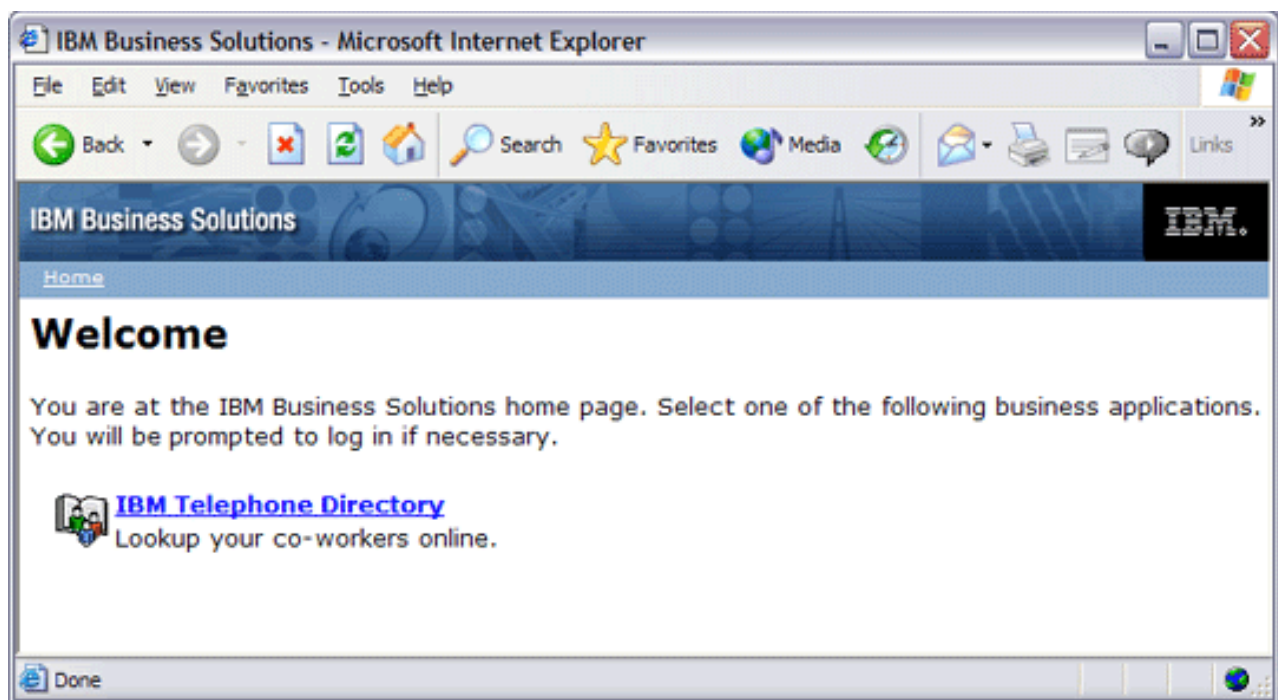 IBM Business Solutions - Microsoft Internet Explorer
File Edit View Favorites Tools Help
Back Search Favorites Media Links »
IBM Business Solutions IBM.
Home
Welcome
You are at the IBM Business Solutions home page. Select one of the following business applications.
You will be prompted to log in if necessary.
IBM Telephone Directory
Lookup your co-workers online.
Done